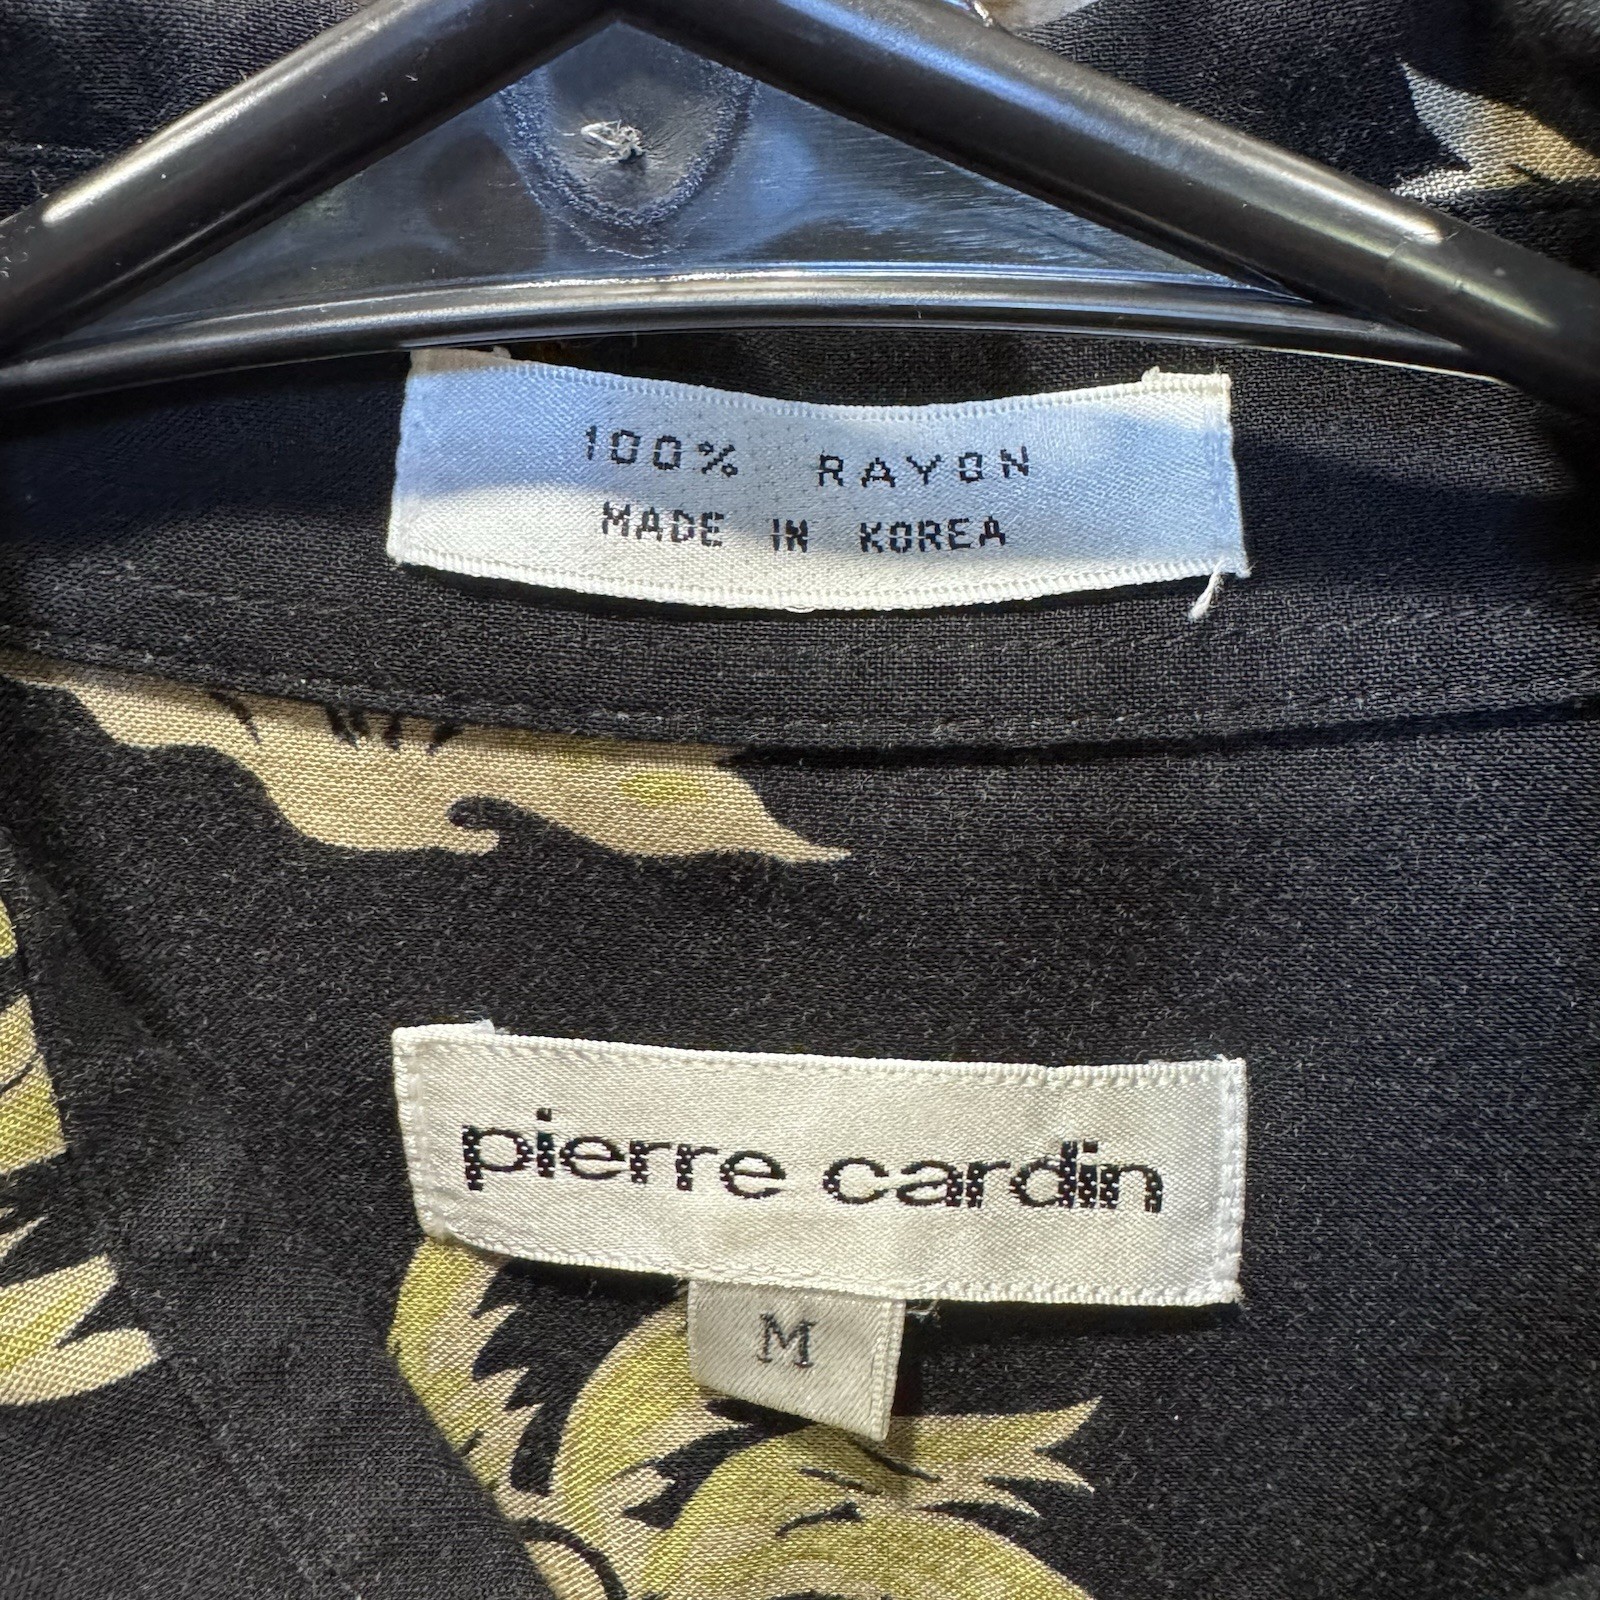 100% RAYON
MADE IN KOREA
pierre cardin
M